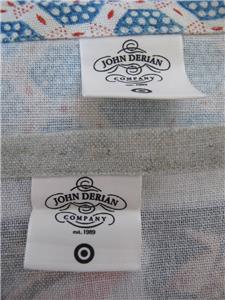 JOHN DERIAN
COMPANY
JOHN DERIAN
COMPANY
est. 1989